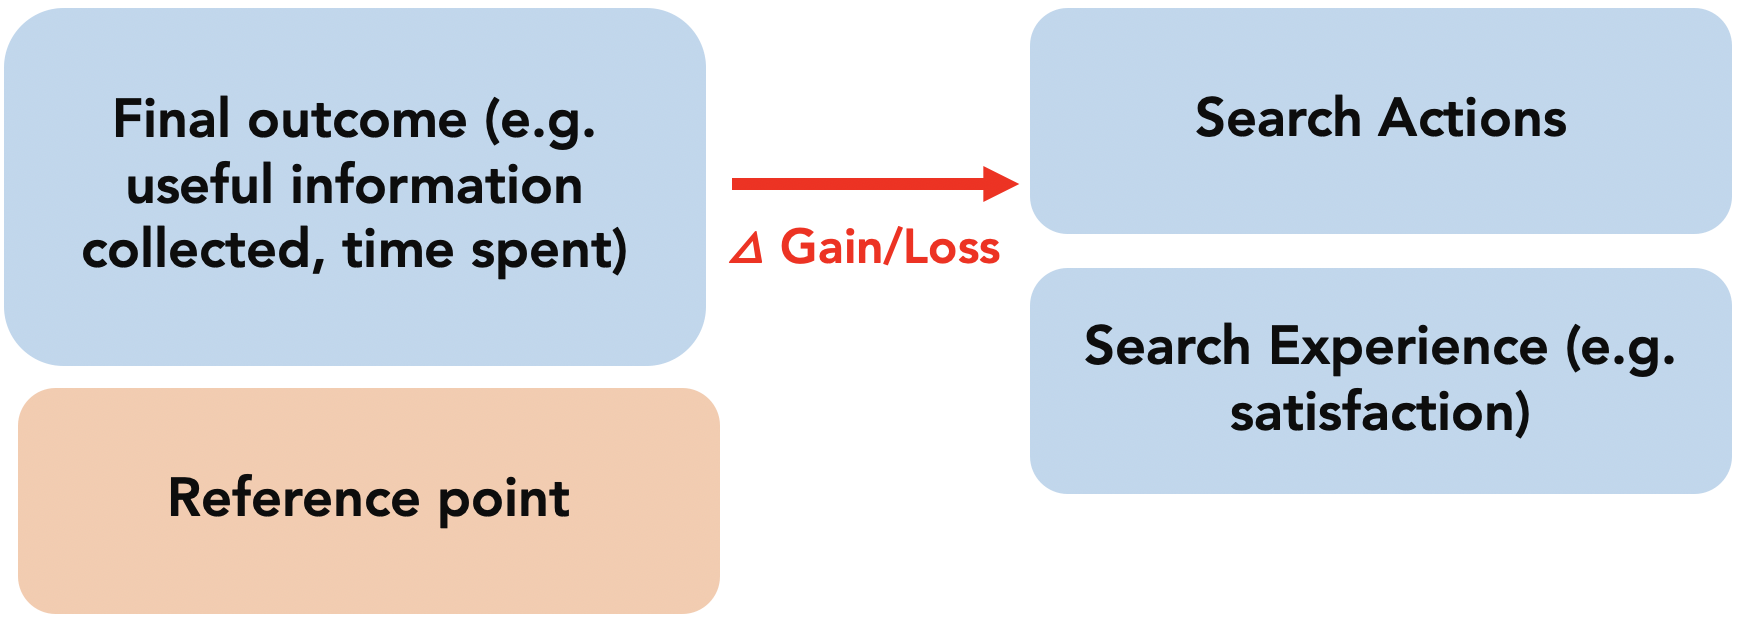 Final outcome (e.g.
useful information
collected, time spent)
Reference point
Δ Gain/Loss
Search Actions
Search Experience (e.g.
satisfaction)